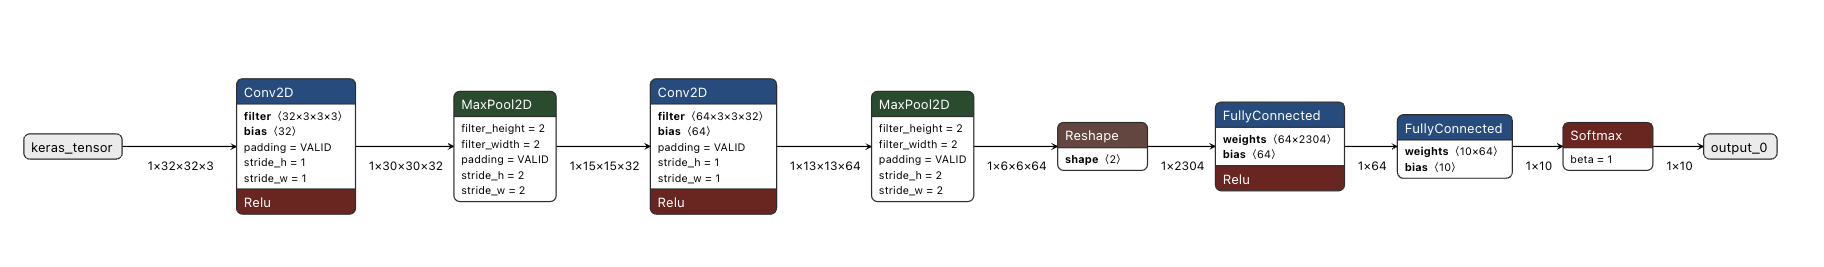 keras_tensor
1×32×32×3
Conv2D
filter ⟨32×3×3×3⟩
bias ⟨32⟩
padding = VALID
stride_h = 1
stride_w = 1
Relu
1×30×30×32
MaxPool2D
filter_height = 2
filter_width = 2
padding = VALID
stride_h = 2
stride_w = 2
1×15×15×32
Conv2D
filter ⟨64×3×3×32⟩
bias ⟨64⟩
padding = VALID
stride_h = 1
stride_w = 1
Relu
1×13×13×64
MaxPool2D
filter_height = 2
filter_width = 2
padding = VALID
stride_h = 2
stride_w = 2
1×6×6×64
Reshape
shape ⟨2⟩
1×2304
FullyConnected
weights ⟨64×2304⟩
bias ⟨64⟩
Relu
1×64
FullyConnected
weights ⟨10×64⟩
bias ⟨10⟩
1×10
Softmax
beta = 1
1×10
output_0